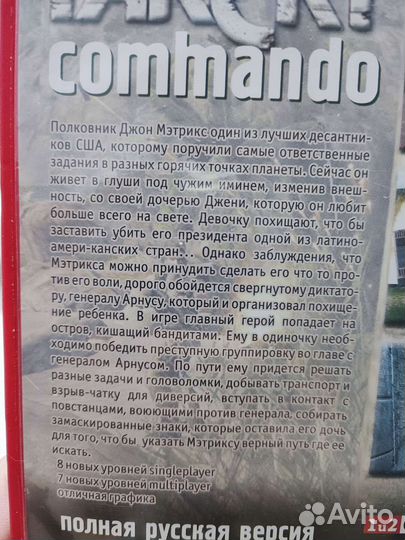 FARCRY
commando
Полковник Джон Мэтрикс один из лучших десантни-
ков США, которому поручили самые ответственные
задания в разных горячих точках планеты. Сейчас он
живет в глуши под чужим иминем, изменив внеш-
ность, со своей дочерью Джени, которую он любит
больше всего на свете. Девочку похищают, что бы
заставить убить его президента одной из латино-
амери-канских стран... Однако заблуждения, что
Мэтрикса можно принудить сделать его что то про-
тив его воли, дорого обойдется свергнутому диктато-
ру, генералу Арнусу, который и организовал похище-
ние ребенка. В игре главный герой попадает на
остров, кишащий бандитами. Ему в одиночку необ-
ходимо победить преступную группировку во главе с
генералом Арнусом. По пути ему придется решать
разные задачи и головоломки, добывать транспорт и
взрыв-чатку для диверсий, вступать в контакт с
повстанцами, воюющими против генерала, собирать
замаскированные знаки, которые оставила его дочь
для того, что бы указать Мэтриксу верный путь где ее
искать.
8 новых уровней singleplayer
7 новых уровней multiplayer
отличная графика
полная русская версия
Avito